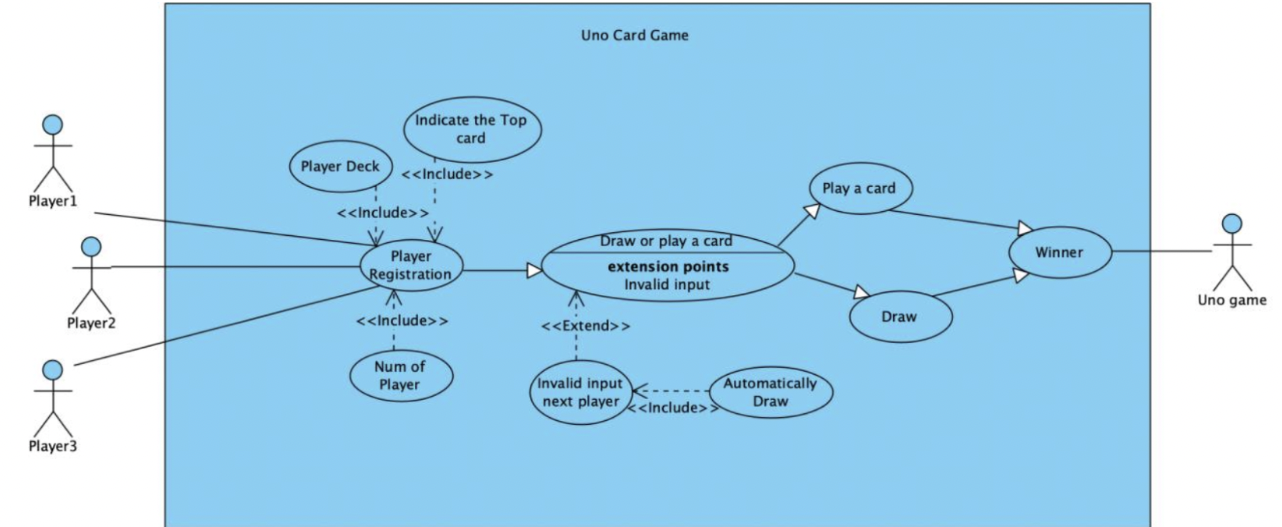 Uno Card Game
Indicate the Top
card
Player Deck
<<Include>>
<<Include>>
Player1
Player
Registration
Player2
<<Include>>
Num of
Player
Player3
Draw or play a card
extension points
Invalid input
<<Extend>>
Invalid input
next player
<<Include>>
Automatically
Draw
Play a card
Draw
Winner
Uno game